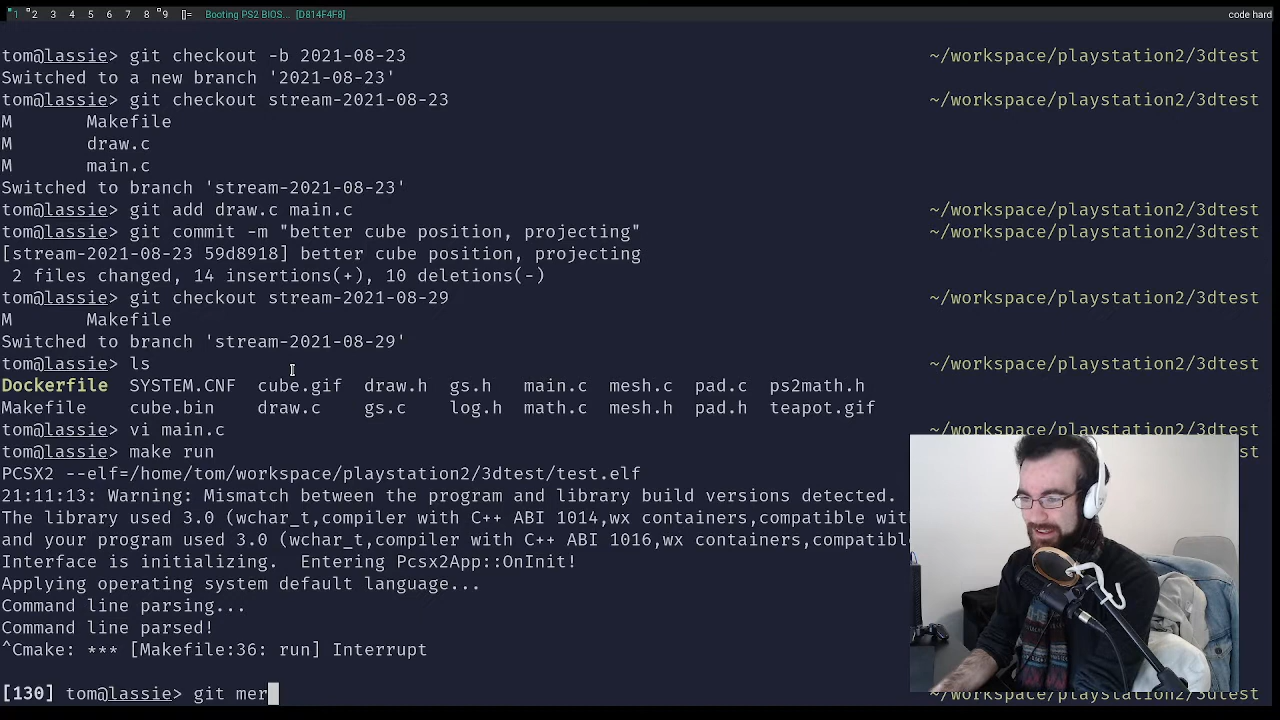 1 2 3 4 5 6 7 8 9 []= Booting PS2 BIOS... [D814F4F8] code hard
tom@lassie> git checkout -b 2021-08-23 ~/workspace/playstation2/3dtest
Switched to a new branch '2021-08-23'
tom@lassie> git checkout stream-2021-08-23 ~/workspace/playstation2/3dtest
M Makefile
M draw.c
M main.c
Switched to branch 'stream-2021-08-23'
tom@lassie> git add draw.c main.c ~/workspace/playstation2/3dtest
tom@lassie> git commit -m "better cube position, projecting" ~/workspace/playstation2/3dtest
[stream-2021-08-23 59d8918] better cube position, projecting
2 files changed, 14 insertions(+), 10 deletions(-)
tom@lassie> git checkout stream-2021-08-29 ~/workspace/playstation2/3dtest
M Makefile
Switched to branch 'stream-2021-08-29'
tom@lassie> ls ~/workspace/playstation2/3dtest
Dockerfile SYSTEM.CNF cube.gif draw.h gs.h main.c mesh.c pad.c ps2math.h
Makefile cube.bin draw.c gs.c log.h math.c mesh.h pad.h teapot.gif
tom@lassie> vi main.c ~/workspace/playstation2/3dtest
tom@lassie> make run st
PCSX2 --elf=/home/tom/workspace/playstation2/3dtest/test.elf
21:11:13: Warning: Mismatch between the program and library build versions detected.
The library used 3.0 (wchar_t,compiler with C++ ABI 1014,wx containers,compatible wit
and your program used 3.0 (wchar_t,compiler with C++ ABI 1016,wx containers,compatible
Interface is initializing. Entering Pcsx2App::OnInit!
Applying operating system default language...
Command line parsing...
Command line parsed!
^Cmake: *** [Makefile:36: run] Interrupt
[130] tom@lassie> git mer ~/workspace/playstation2/3dtest